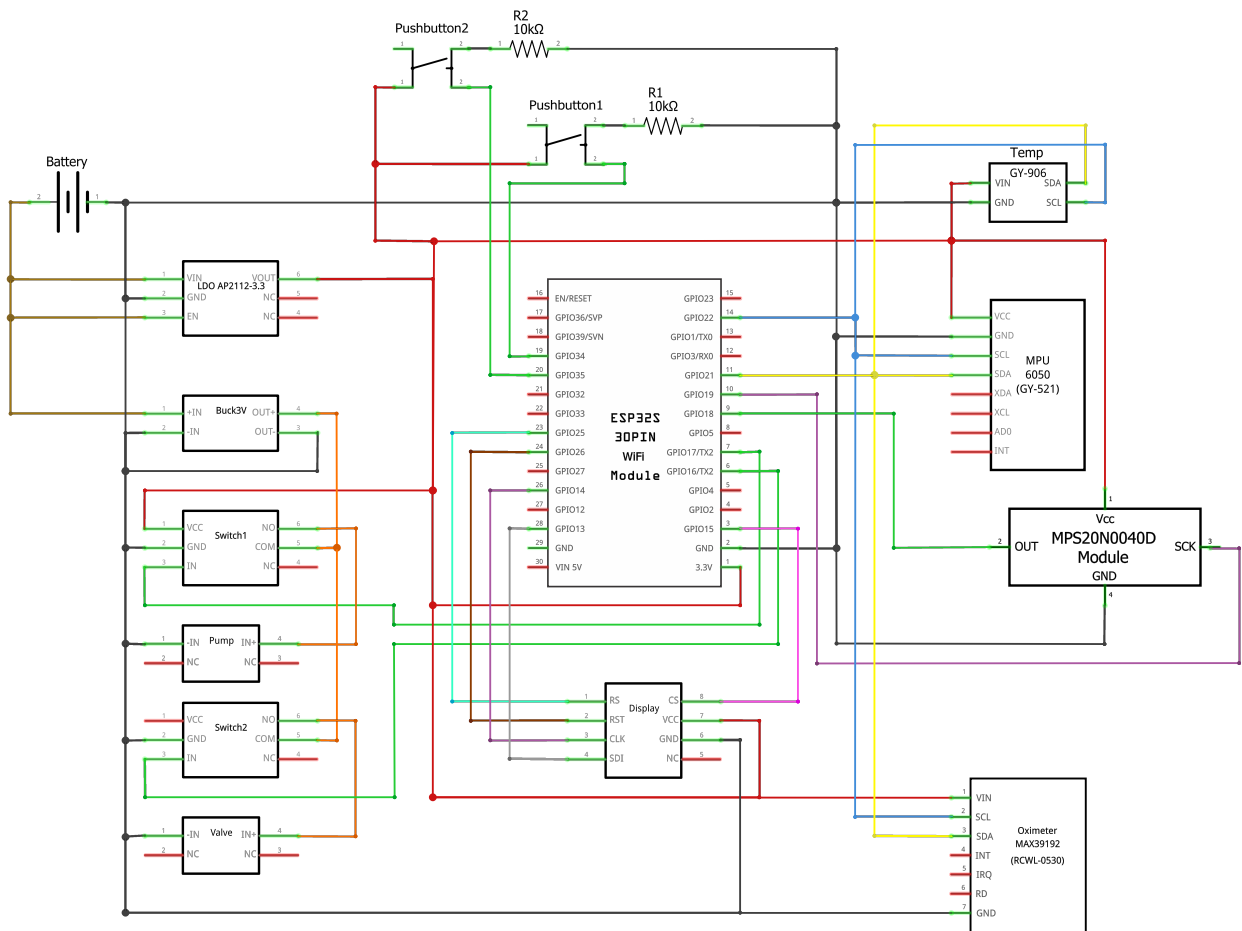 R2
10kΩ
Pushbutton2
1 2 1 2
1 2
R1
10kΩ
Pushbutton1
1 2 1 2
1 2
Battery
2 1
Temp
GY-906
VIN SDA
GND SCL
LDO AP2112-3.3
1 VIN VOUT 6
2 GND NC 5
3 EN NC 4
Buck3V
1 +IN OUT+ 4
2 -IN OUT- 3
Switch1
1 VCC NO 6
2 GND COM 5
3 IN NC 4
Pump
1 -IN IN+ 4
2 NC NC 3
Switch2
1 VCC NO 6
2 GND COM 5
3 IN NC 4
Valve
1 -IN IN+ 4
2 NC NC 3
ESP32S
30PIN
WiFi
Module
16 EN/RESET GPIO23 15
17 GPIO36/SVP GPIO22 14
18 GPIO39/SVN GPIO1/TX0 13
19 GPIO34 GPIO3/RX0 12
20 GPIO35 GPIO21 11
21 GPIO32 GPIO19 10
22 GPIO33 GPIO18 9
23 GPIO25 GPIO5 8
24 GPIO26 GPIO17/TX2 7
25 GPIO27 GPIO16/TX2 6
26 GPIO14 GPIO4 5
27 GPIO12 GPIO2 4
28 GPIO13 GPIO15 3
29 GND GND 2
30 VIN 5V 3.3V 1
Display
1 RS CS 8
2 RST VCC 7
3 CLK GND 6
4 SDI NC 5
MPU
6050
(GY-521)
VCC
GND
SCL
SDA
XDA
XCL
AD0
INT
1
Vcc
MPS20N0040D
Module
2 OUT SCK 3
GND
4
Oximeter
MAX39192
(RCWL-0530)
1 VIN
2 SCL
3 SDA
4 INT
5 IRQ
6 RD
7 GND